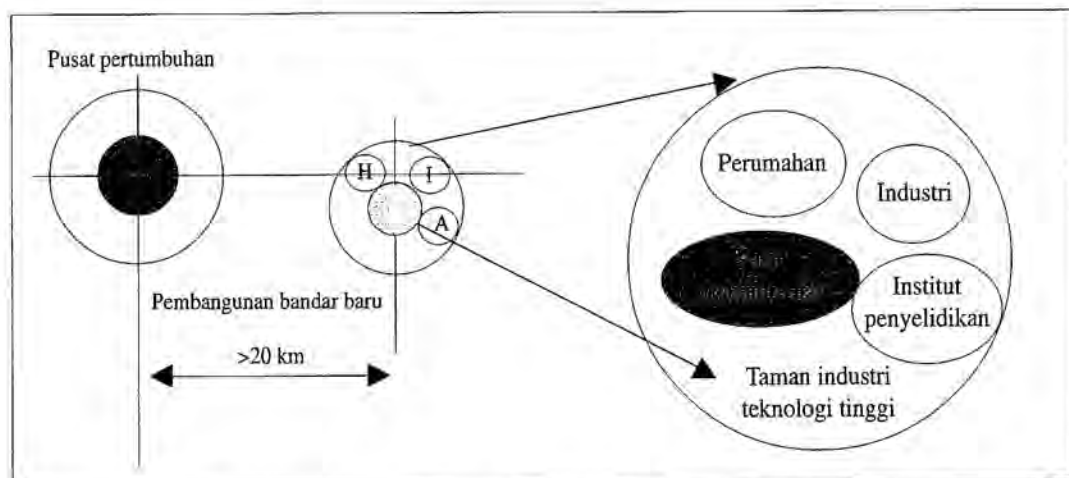 Pusat pertumbuhan
H
I
A
Pembangunan bandar baru
>20 km
Perumahan
Industri
Institut
penyelidikan
Taman industri
teknologi tinggi